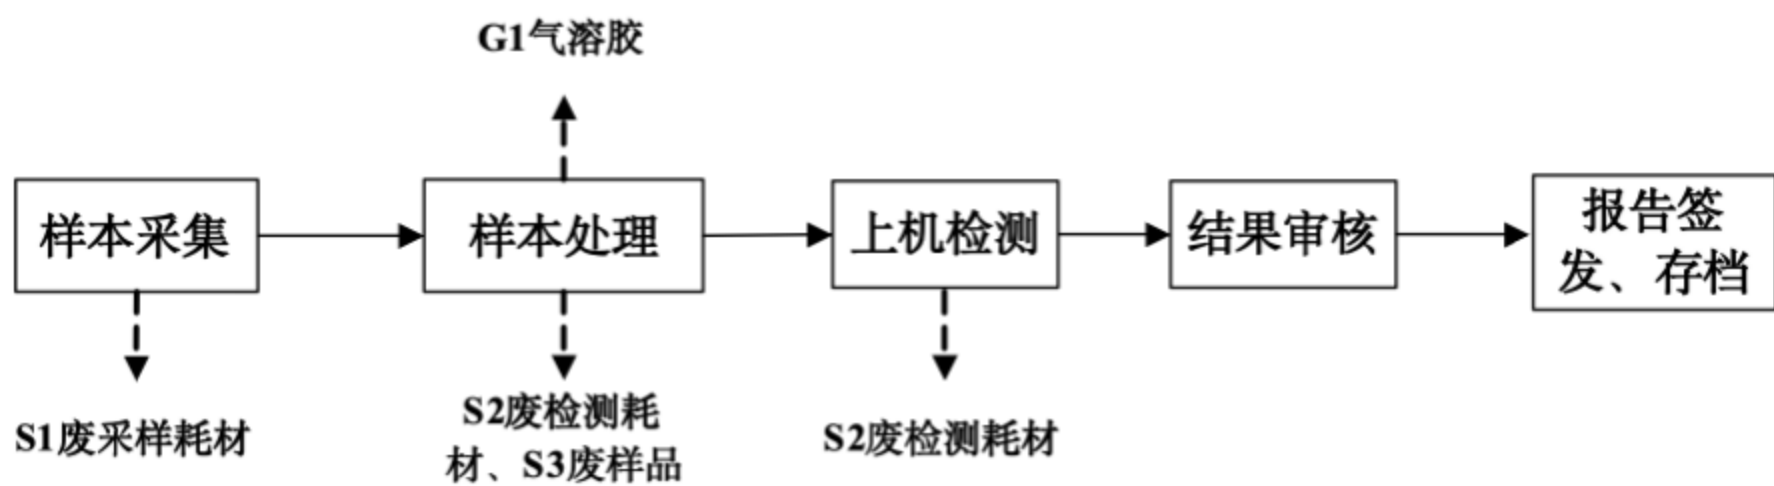 G1气溶胶
样本采集
样本处理
上机检测
结果审核
报告签
发、存档
S1废采样耗材
S2废检测耗
材、S3废样品
S2废检测耗材